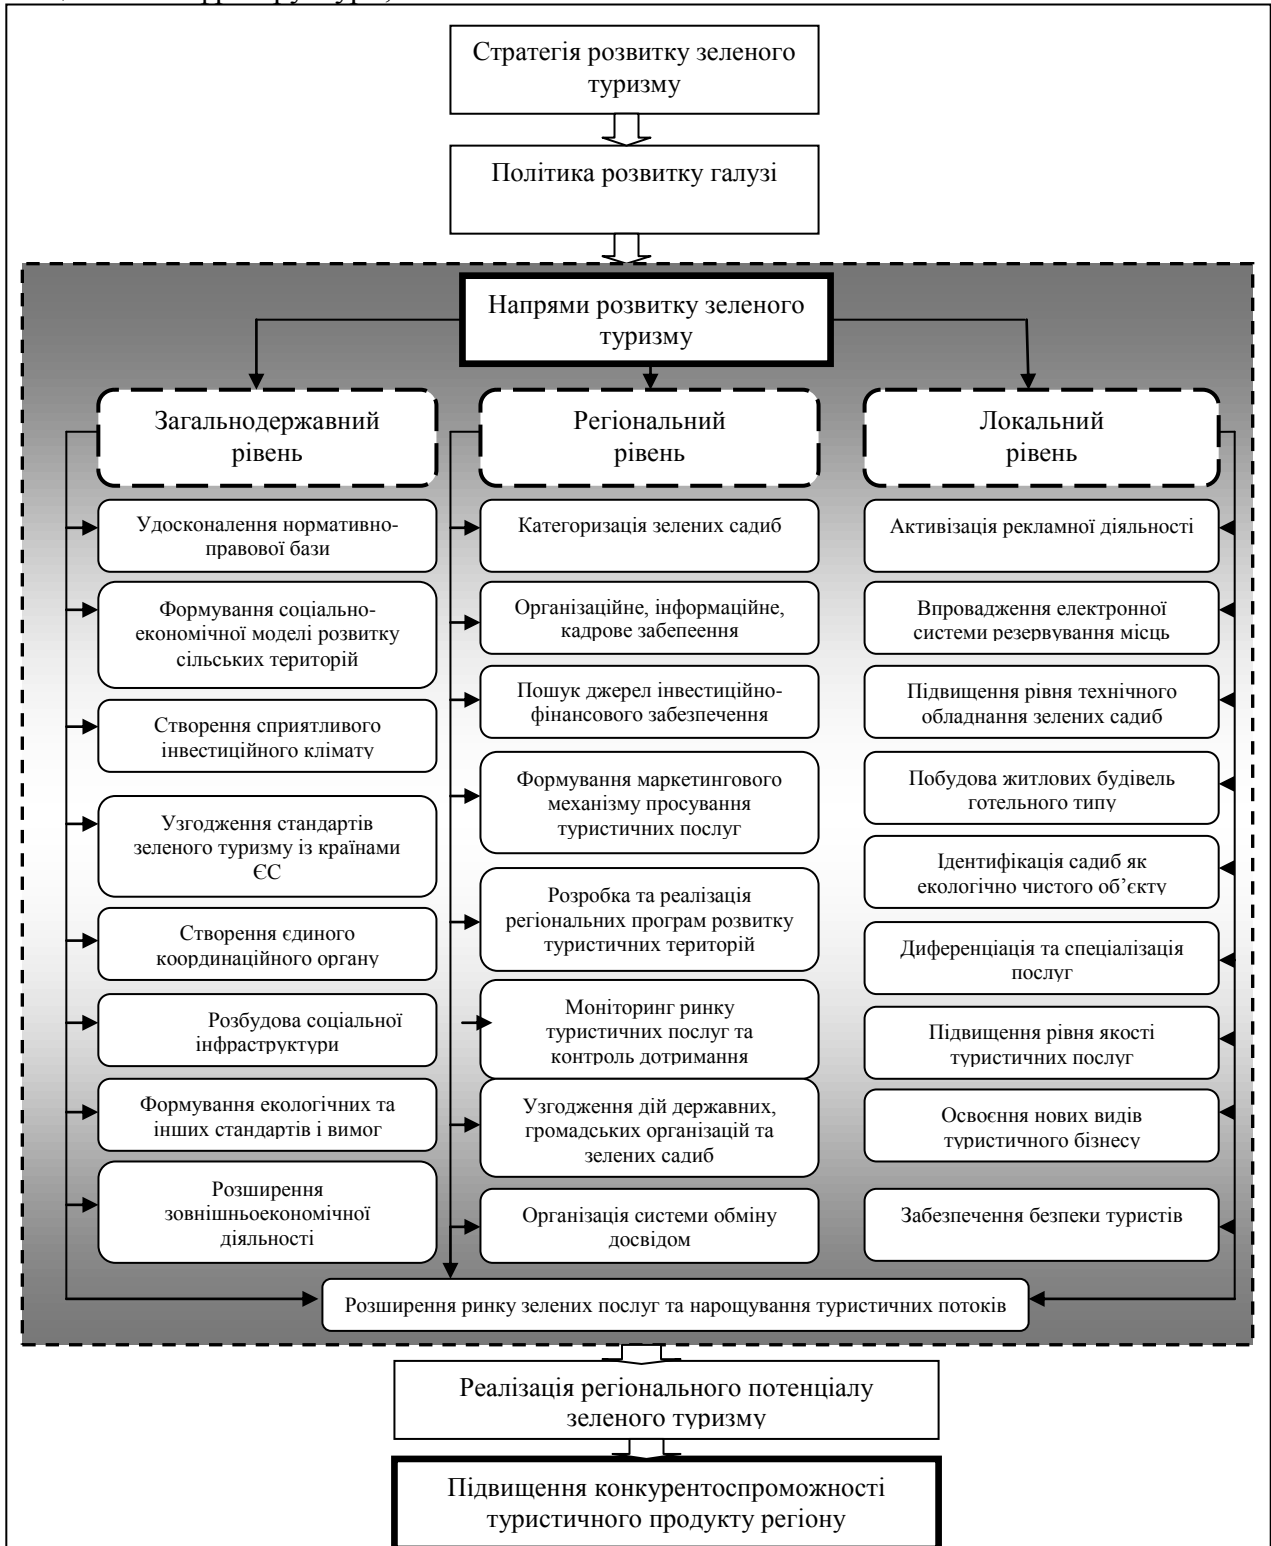 Стратегія розвитку зеленого
туризму
Політика розвитку галузі
Напрями розвитку зеленого
туризму
Загальнодержавний
рівень
Удосконалення нормативно-
правової бази
Формування соціально-
економічної моделі розвитку
сільських територій
Створення сприятливого
інвестиційного клімату
Узгодження стандартів
зеленого туризму із країнами
ЄС
Створення єдиного
координаційного органу
Розбудова соціальної
інфраструктури
Формування екологічних та
інших стандартів і вимог
Розширення
зовнішньоекономічної
діяльності
Регіональний
рівень
Категоризація зелених садиб
Організаційне, інформаційне,
кадрове забепеення
Пошук джерел інвестиційно-
фінансового забезпечення
Формування маркетингового
механізму просування
туристичних послуг
Розробка та реалізація
регіональних програм розвитку
туристичних територій
Моніторинг ринку
туристичних послуг та
контроль дотримання
Узгодження дій державних,
громадських організацій та
зелених садиб
Організація системи обміну
досвідом
Локальний
рівень
Активізація рекламної діяльності
Впровадження електронної
системи резервування місць
Підвищення рівня технічного
обладнання зелених садиб
Побудова житлових будівель
готельного типу
Ідентифікація садиб як
екологічно чистого об’єкту
Диференціація та спеціалізація
послуг
Підвищення рівня якості
туристичних послуг
Освоєння нових видів
туристичного бізнесу
Забезпечення безпеки туристів
Розширення ринку зелених послуг та нарощування туристичних потоків
Реалізація регіонального потенціалу
зеленого туризму
Підвищення конкурентоспроможності
туристичного продукту регіону